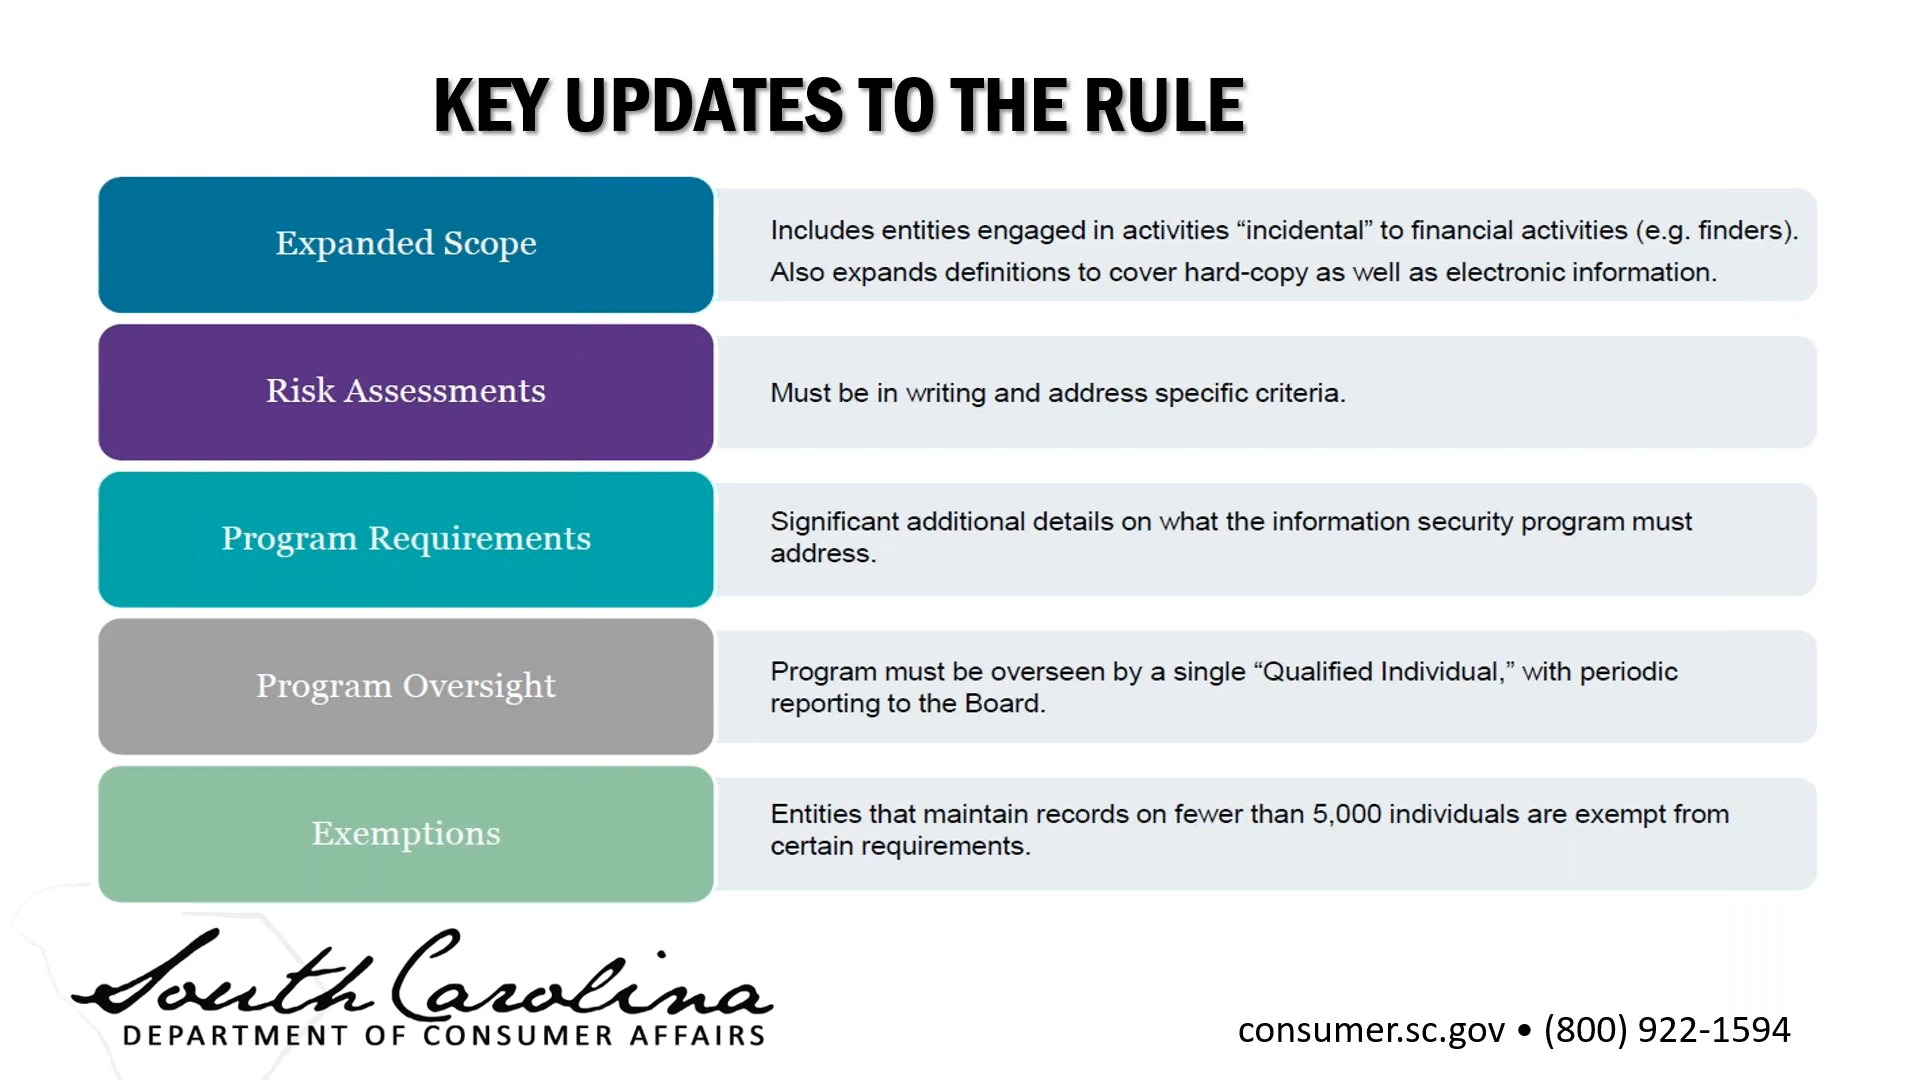 KEY UPDATES TO THE RULE
Expanded Scope
Includes entities engaged in activities “incidental” to financial activities (e.g. finders).
Also expands definitions to cover hard-copy as well as electronic information.
Risk Assessments
Must be in writing and address specific criteria.
Program Requirements
Significant additional details on what the information security program must
address.
Program Oversight
Program must be overseen by a single “Qualified Individual,” with periodic
reporting to the Board.
Exemptions
Entities that maintain records on fewer than 5,000 individuals are exempt from
certain requirements.
South Carolina
DEPARTMENT OF CONSUMER AFFAIRS
consumer.sc.gov • (800) 922-1594